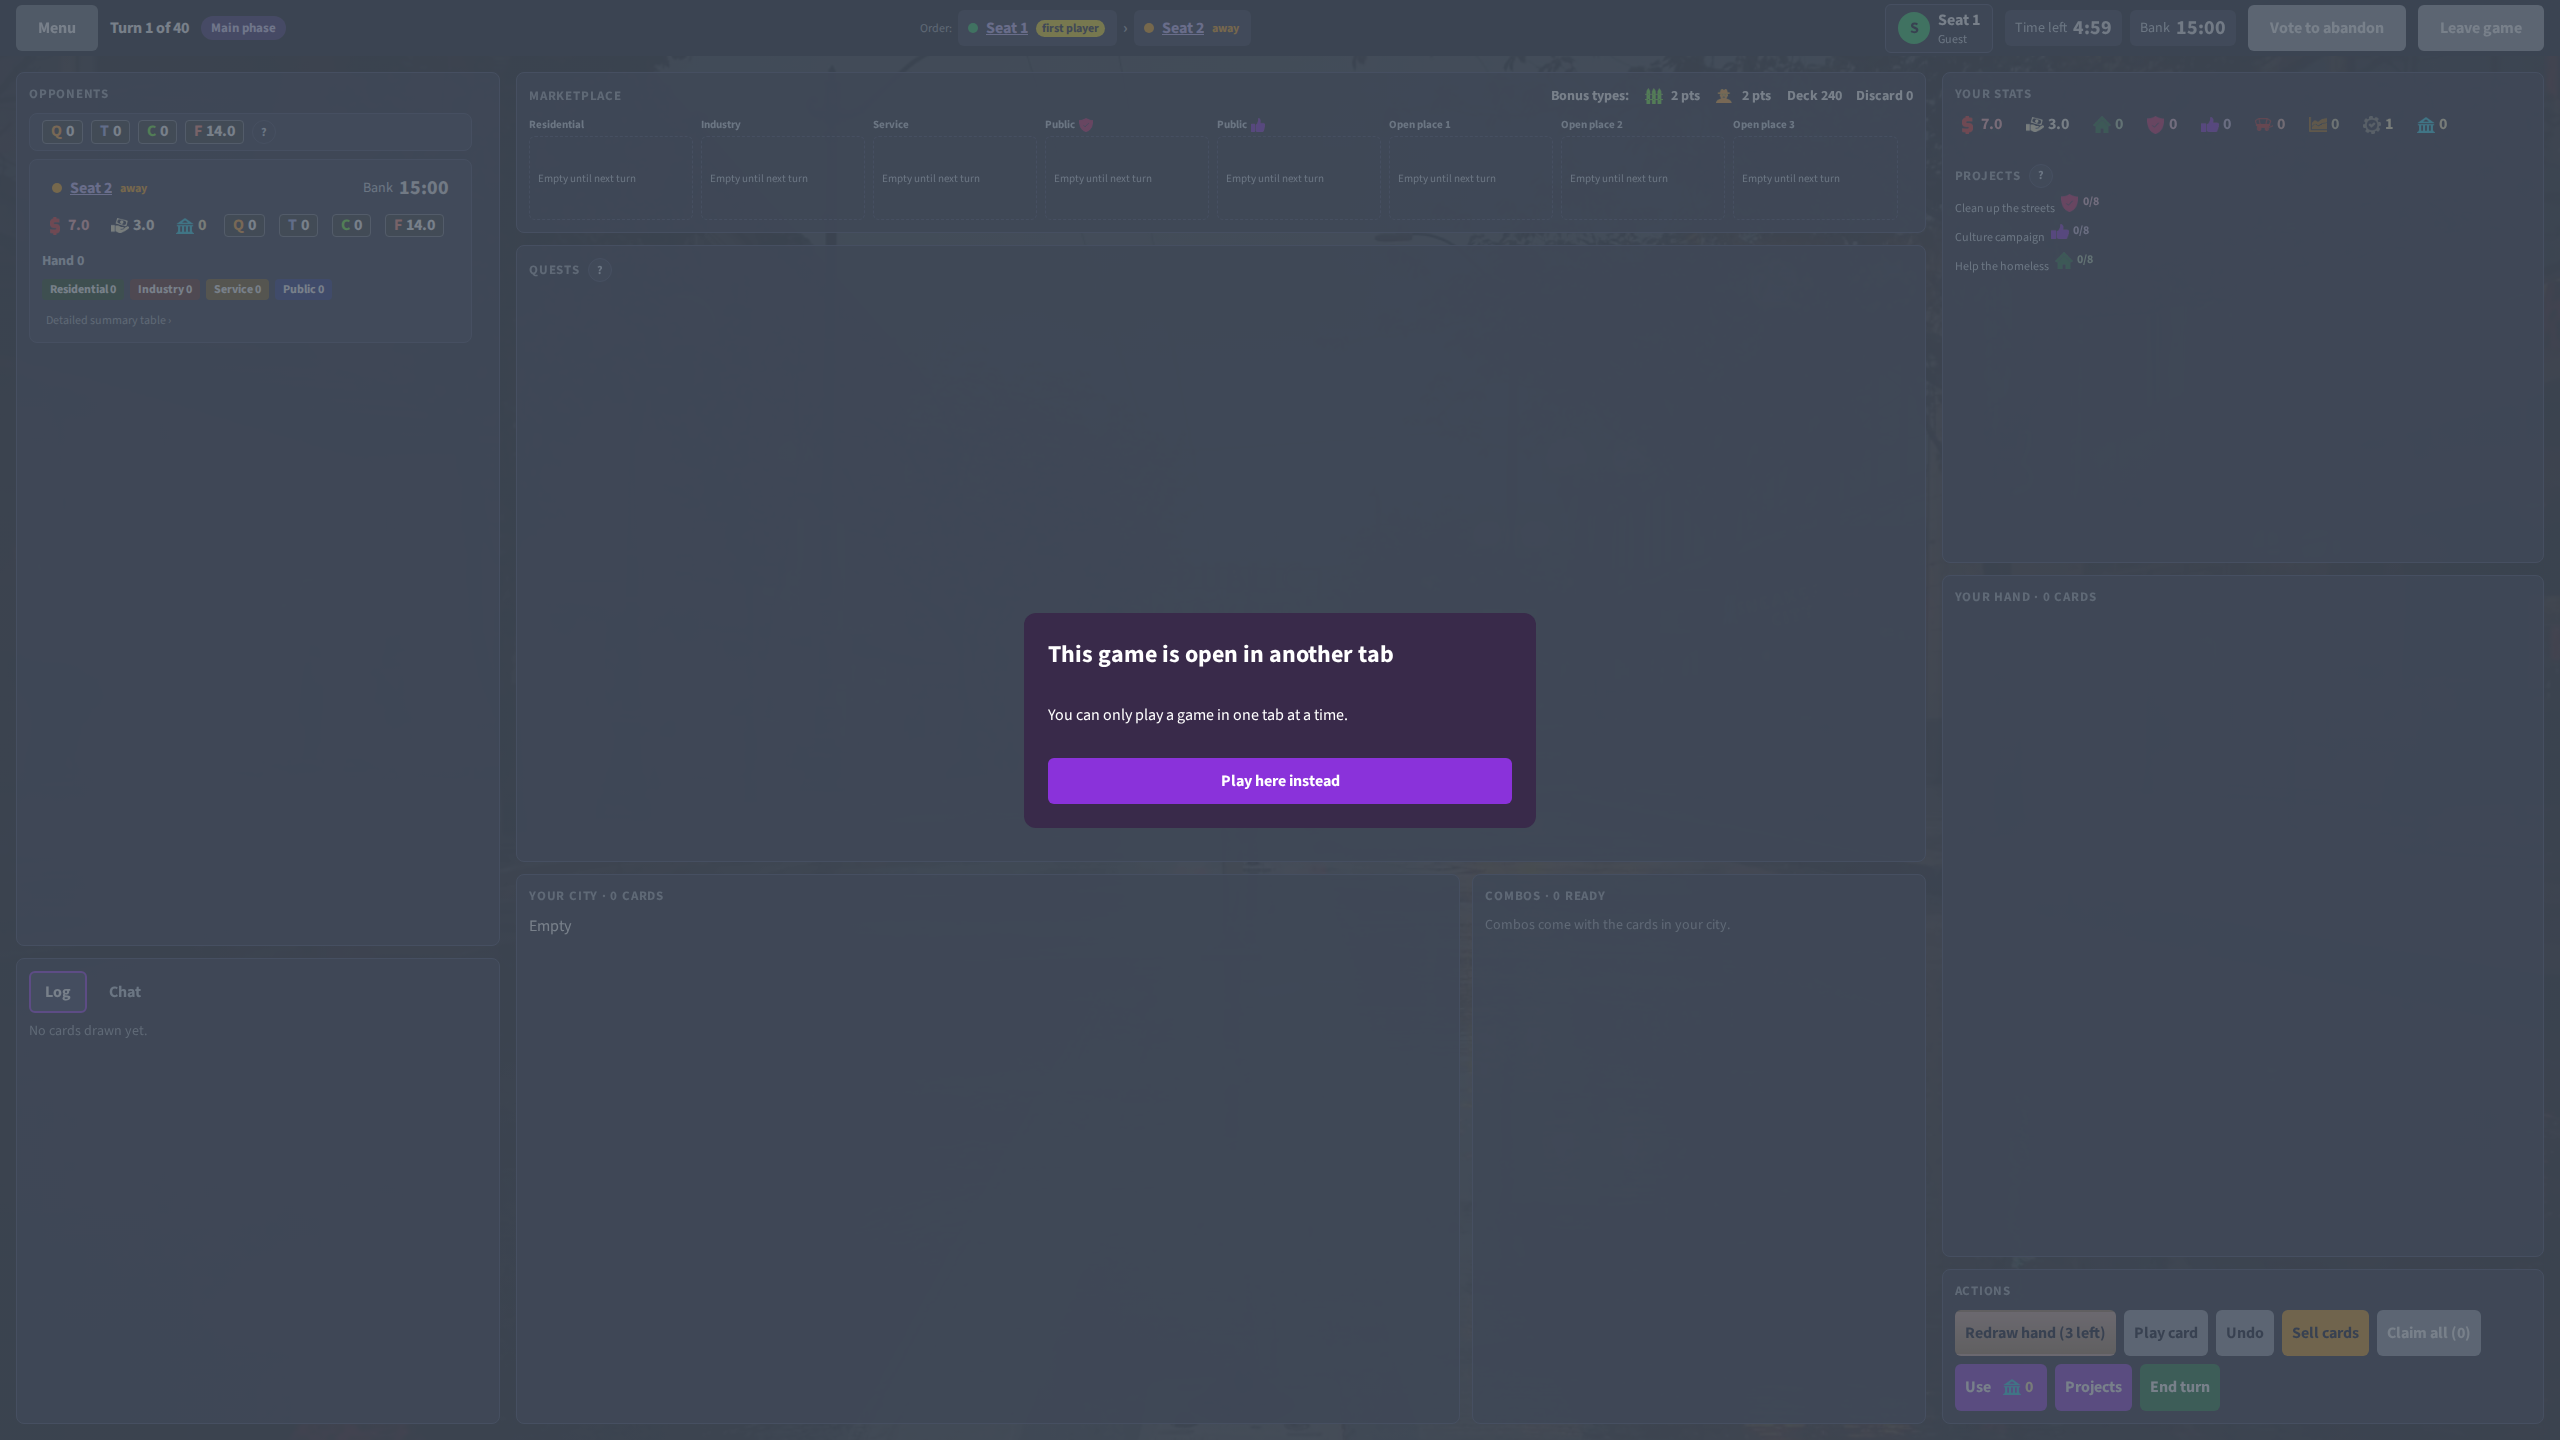 Menu
Turn 1 of 40
Main phase
Order:
Seat 1
first player
›
Seat 2
away
S
Seat 1
Guest
Time left 4:59
Bank 15:00
Vote to abandon
Leave game
OPPONENTS
Q 0
T 0
C 0
F 14.0
?
Seat 2
away
Bank 15:00
7.0
3.0
0
Q 0
T 0
C 0
F 14.0
Hand 0
Residential 0
Industry 0
Service 0
Public 0
Detailed summary table ›
MARKETPLACE
Bonus types:
2 pts
2 pts
Deck 240
Discard 0
Residential
Industry
Service
Public
Public
Open place 1
Open place 2
Open place 3
Empty until next turn
Empty until next turn
Empty until next turn
Empty until next turn
Empty until next turn
Empty until next turn
Empty until next turn
Empty until next turn
QUESTS
?
This game is open in another tab
You can only play a game in one tab at a time.
Play here instead
YOUR STATS
7.0
3.0
0
0
0
0
0
1
0
PROJECTS
?
Clean up the streets
0/8
Culture campaign
0/8
Help the homeless
0/8
YOUR HAND · 0 CARDS
YOUR CITY · 0 CARDS
Empty
COMBOS · 0 READY
Combos come with the cards in your city.
Log
Chat
No cards drawn yet.
ACTIONS
Redraw hand (3 left)
Play card
Undo
Sell cards
Claim all (0)
Use 0
Projects
End turn